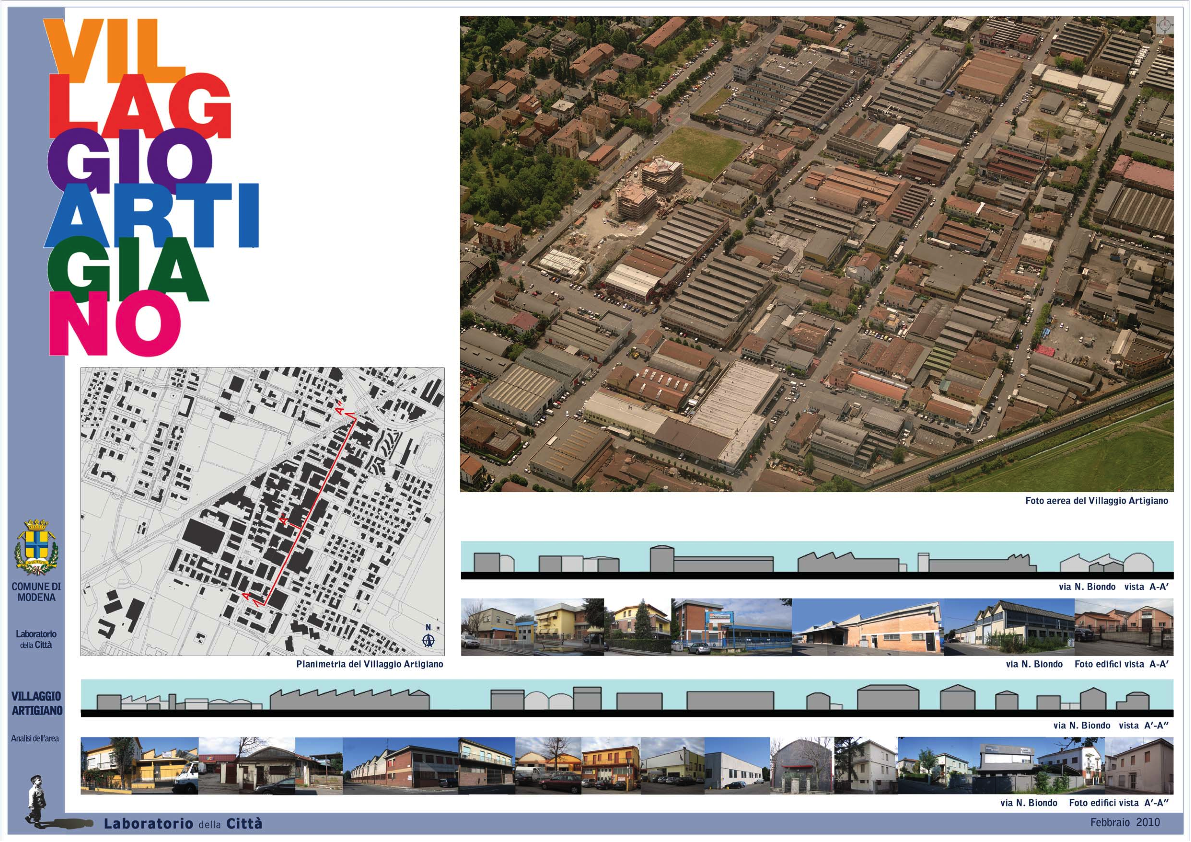 VIL
LAG
GIO
ARTI
GIA
NO
Foto aerea del Villaggio Artigiano
A''
A'
A
N
Planimetria del Villaggio Artigiano
via N. Biondo vista A-A'
via N. Biondo Foto edifici vista A-A'
via N. Biondo vista A'-A''
via N. Biondo Foto edifici vista A'-A''
COMUNE DI
MODENA
Laboratorio
della Città
VILLAGGIO
ARTIGIANO
Analisi dell'area
Laboratorio della Città
Febbraio 2010